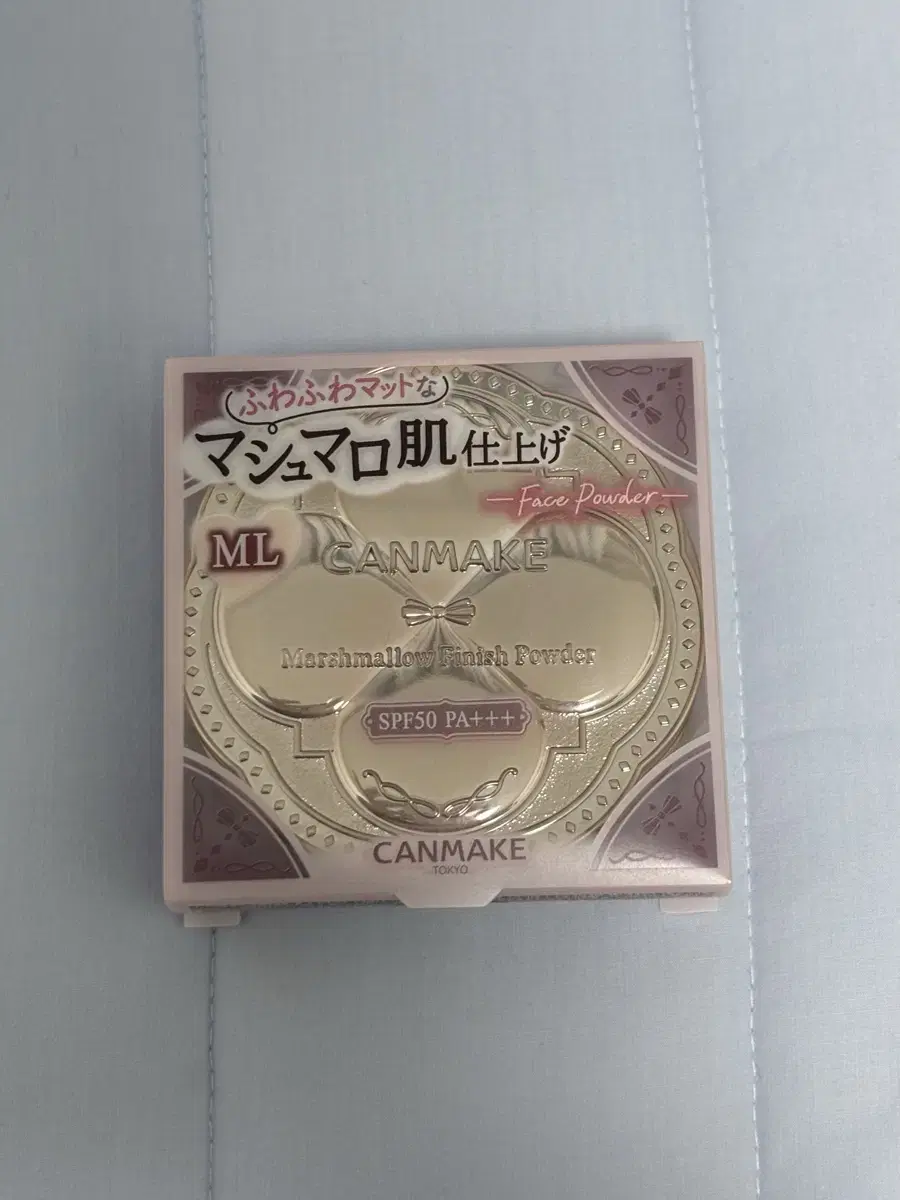 ふわふわマットな
マシュマロ肌仕上げ
Face Powder
ML
CANMAKE
Marshmallow Finish Powder
SPF50 PA+++
CANMAKE
TOKYO